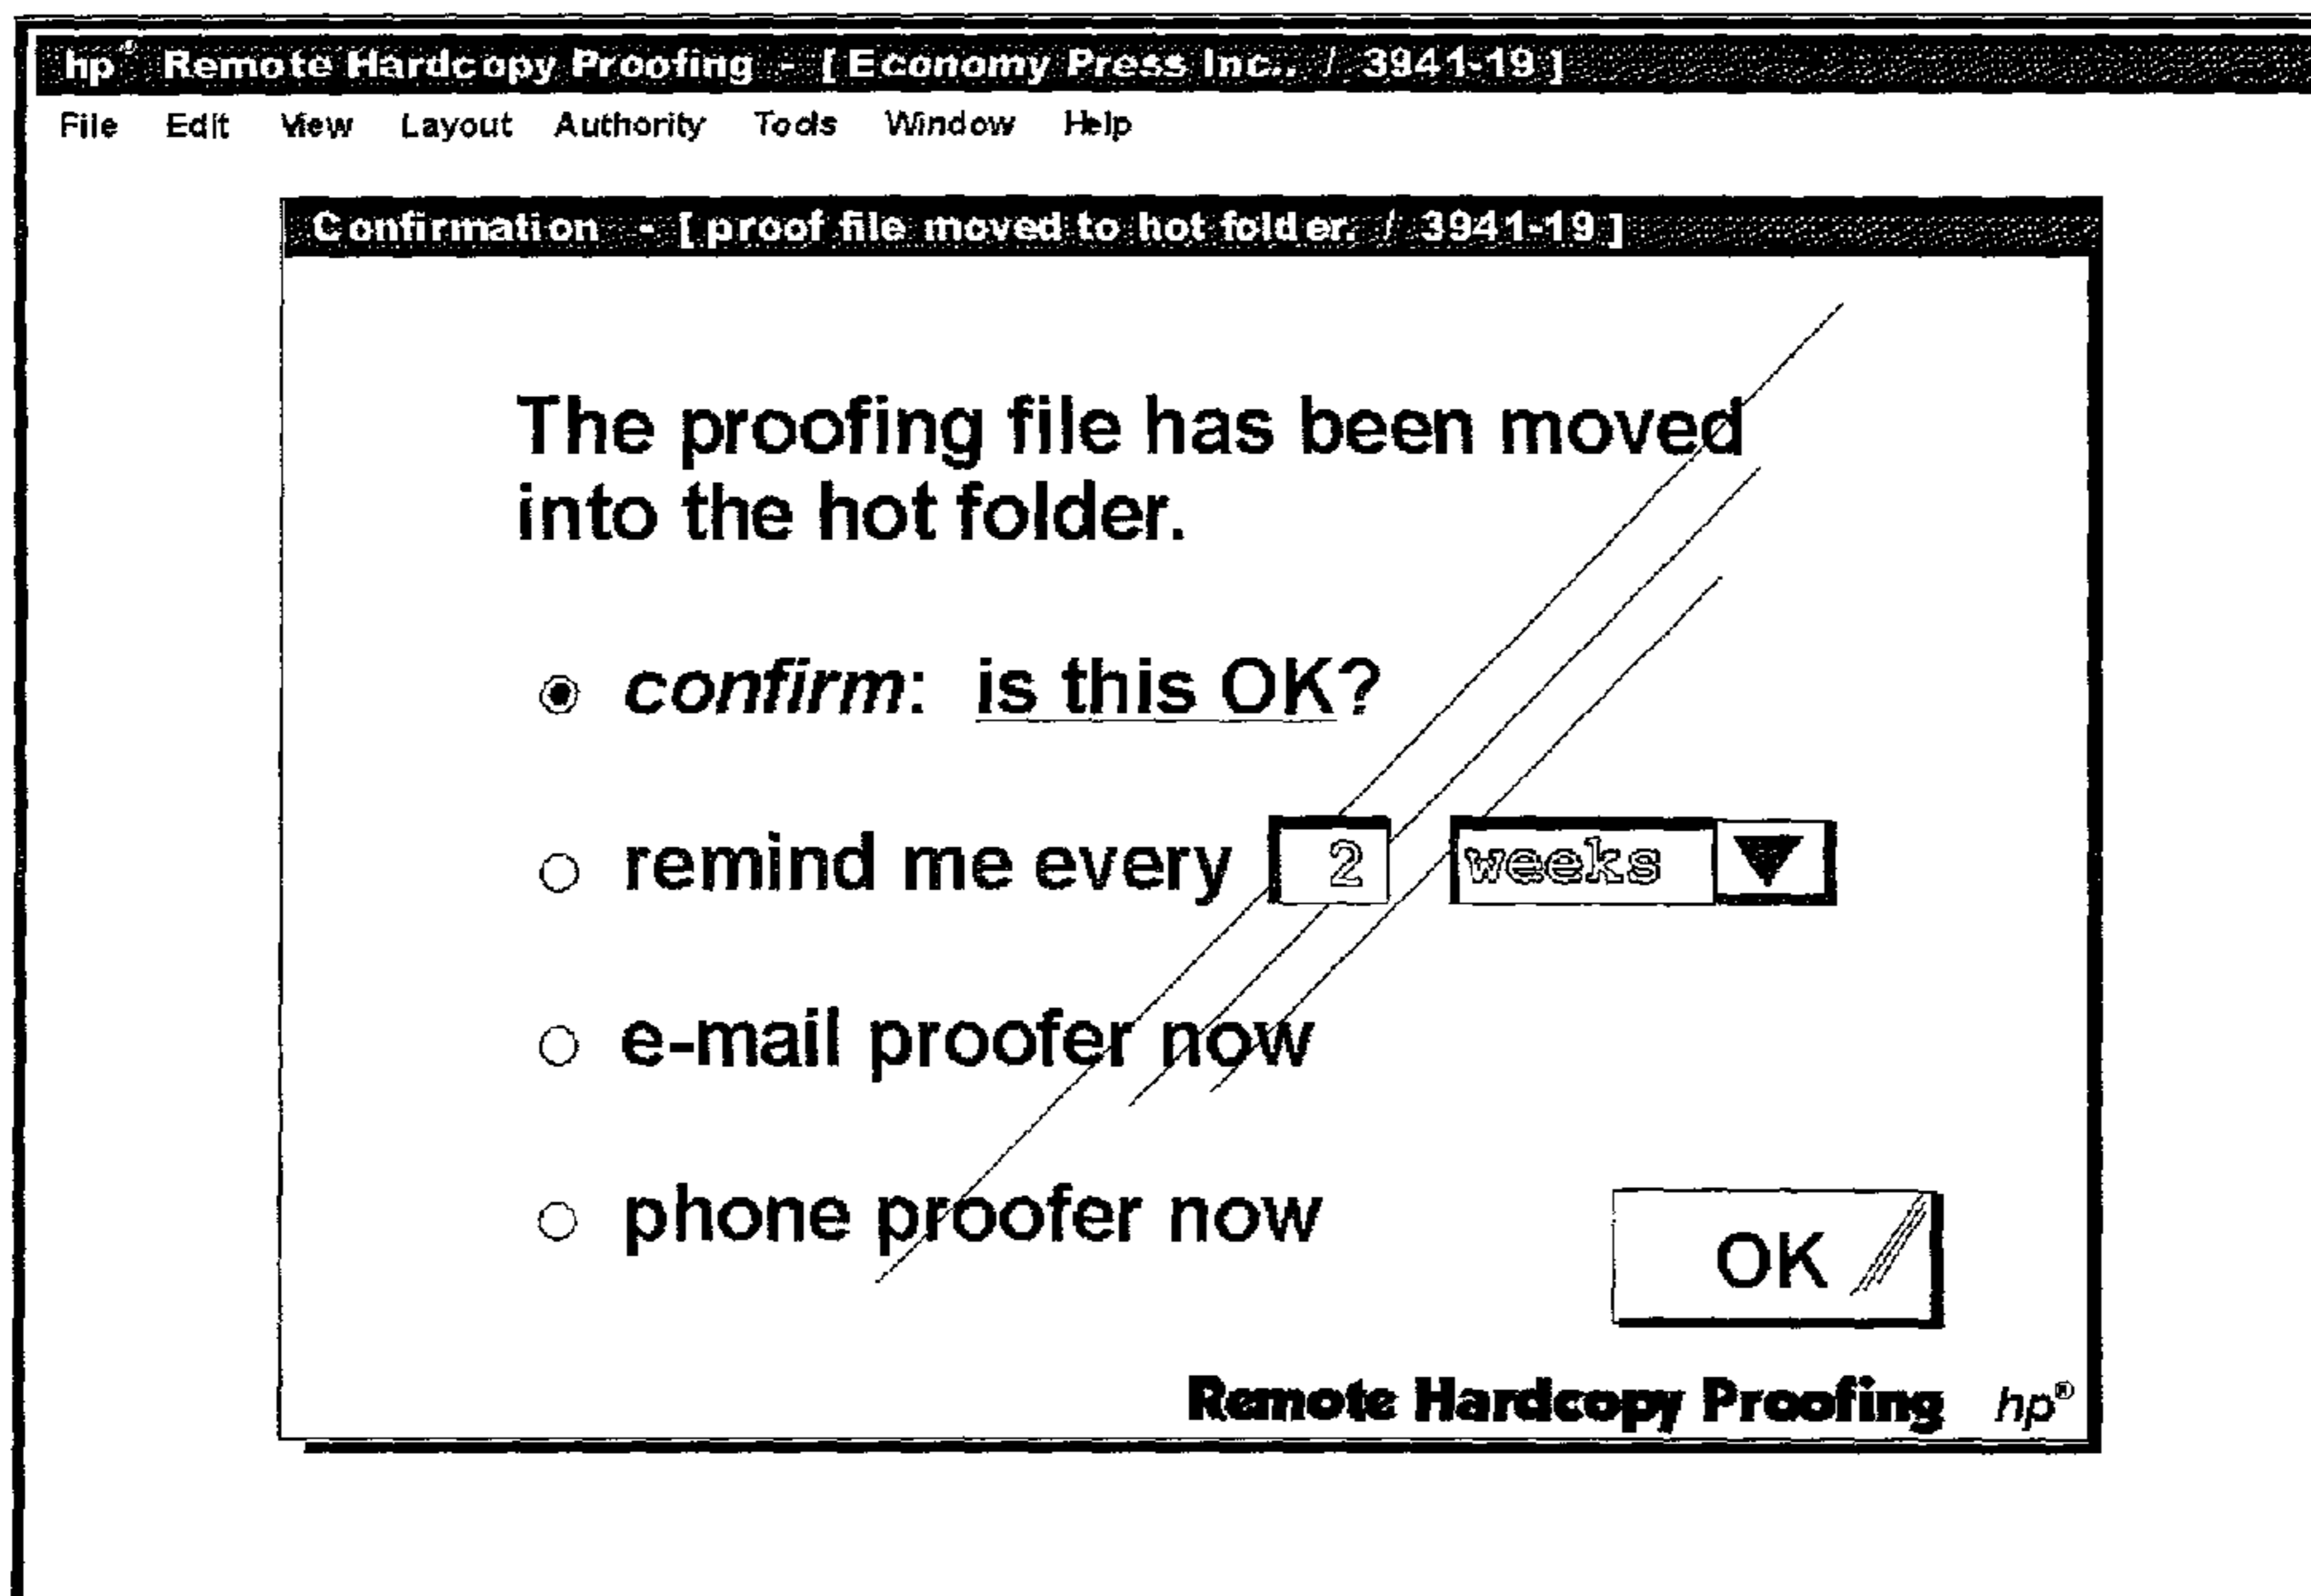 hp® Remote Hardcopy Proofing - [ Economy Press Inc.. / 3941-19 ]
File Edit View Layout Authority Tools Window Help
Confirmation - [ proof file moved to hot folder. / 3941-19 ]
The proofing file has been moved
into the hot folder.
confirm: is this OK?
remind me every 2 weeks
e-mail proofer now
phone proofer now
OK
Remote Hardcopy Proofing hp®